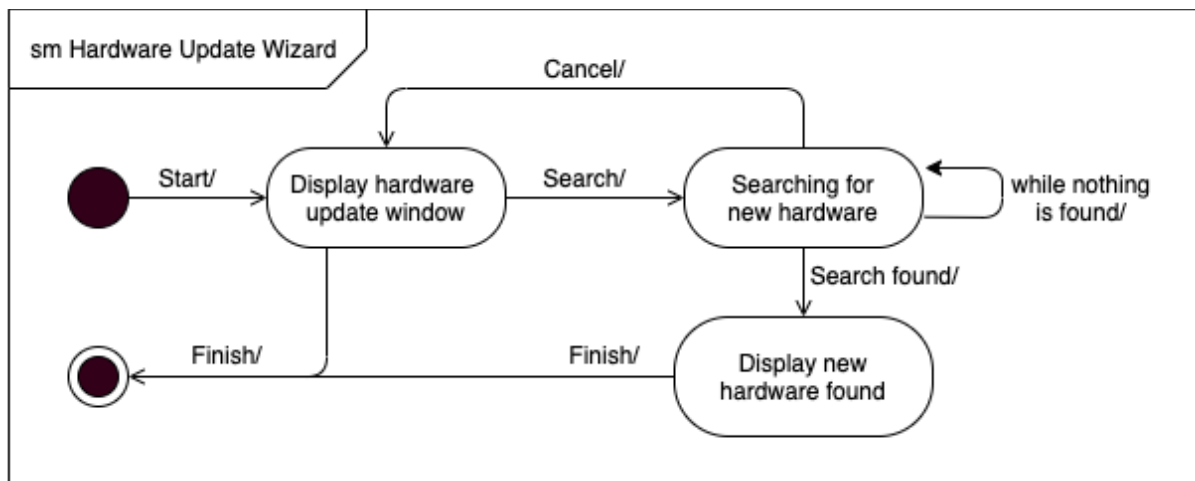 sm Hardware Update Wizard
Cancel/
Start/
Display hardware
update window
Search/
Searching for
new hardware
while nothing
is found/
Search found/
Finish/
Finish/
Display new
hardware found